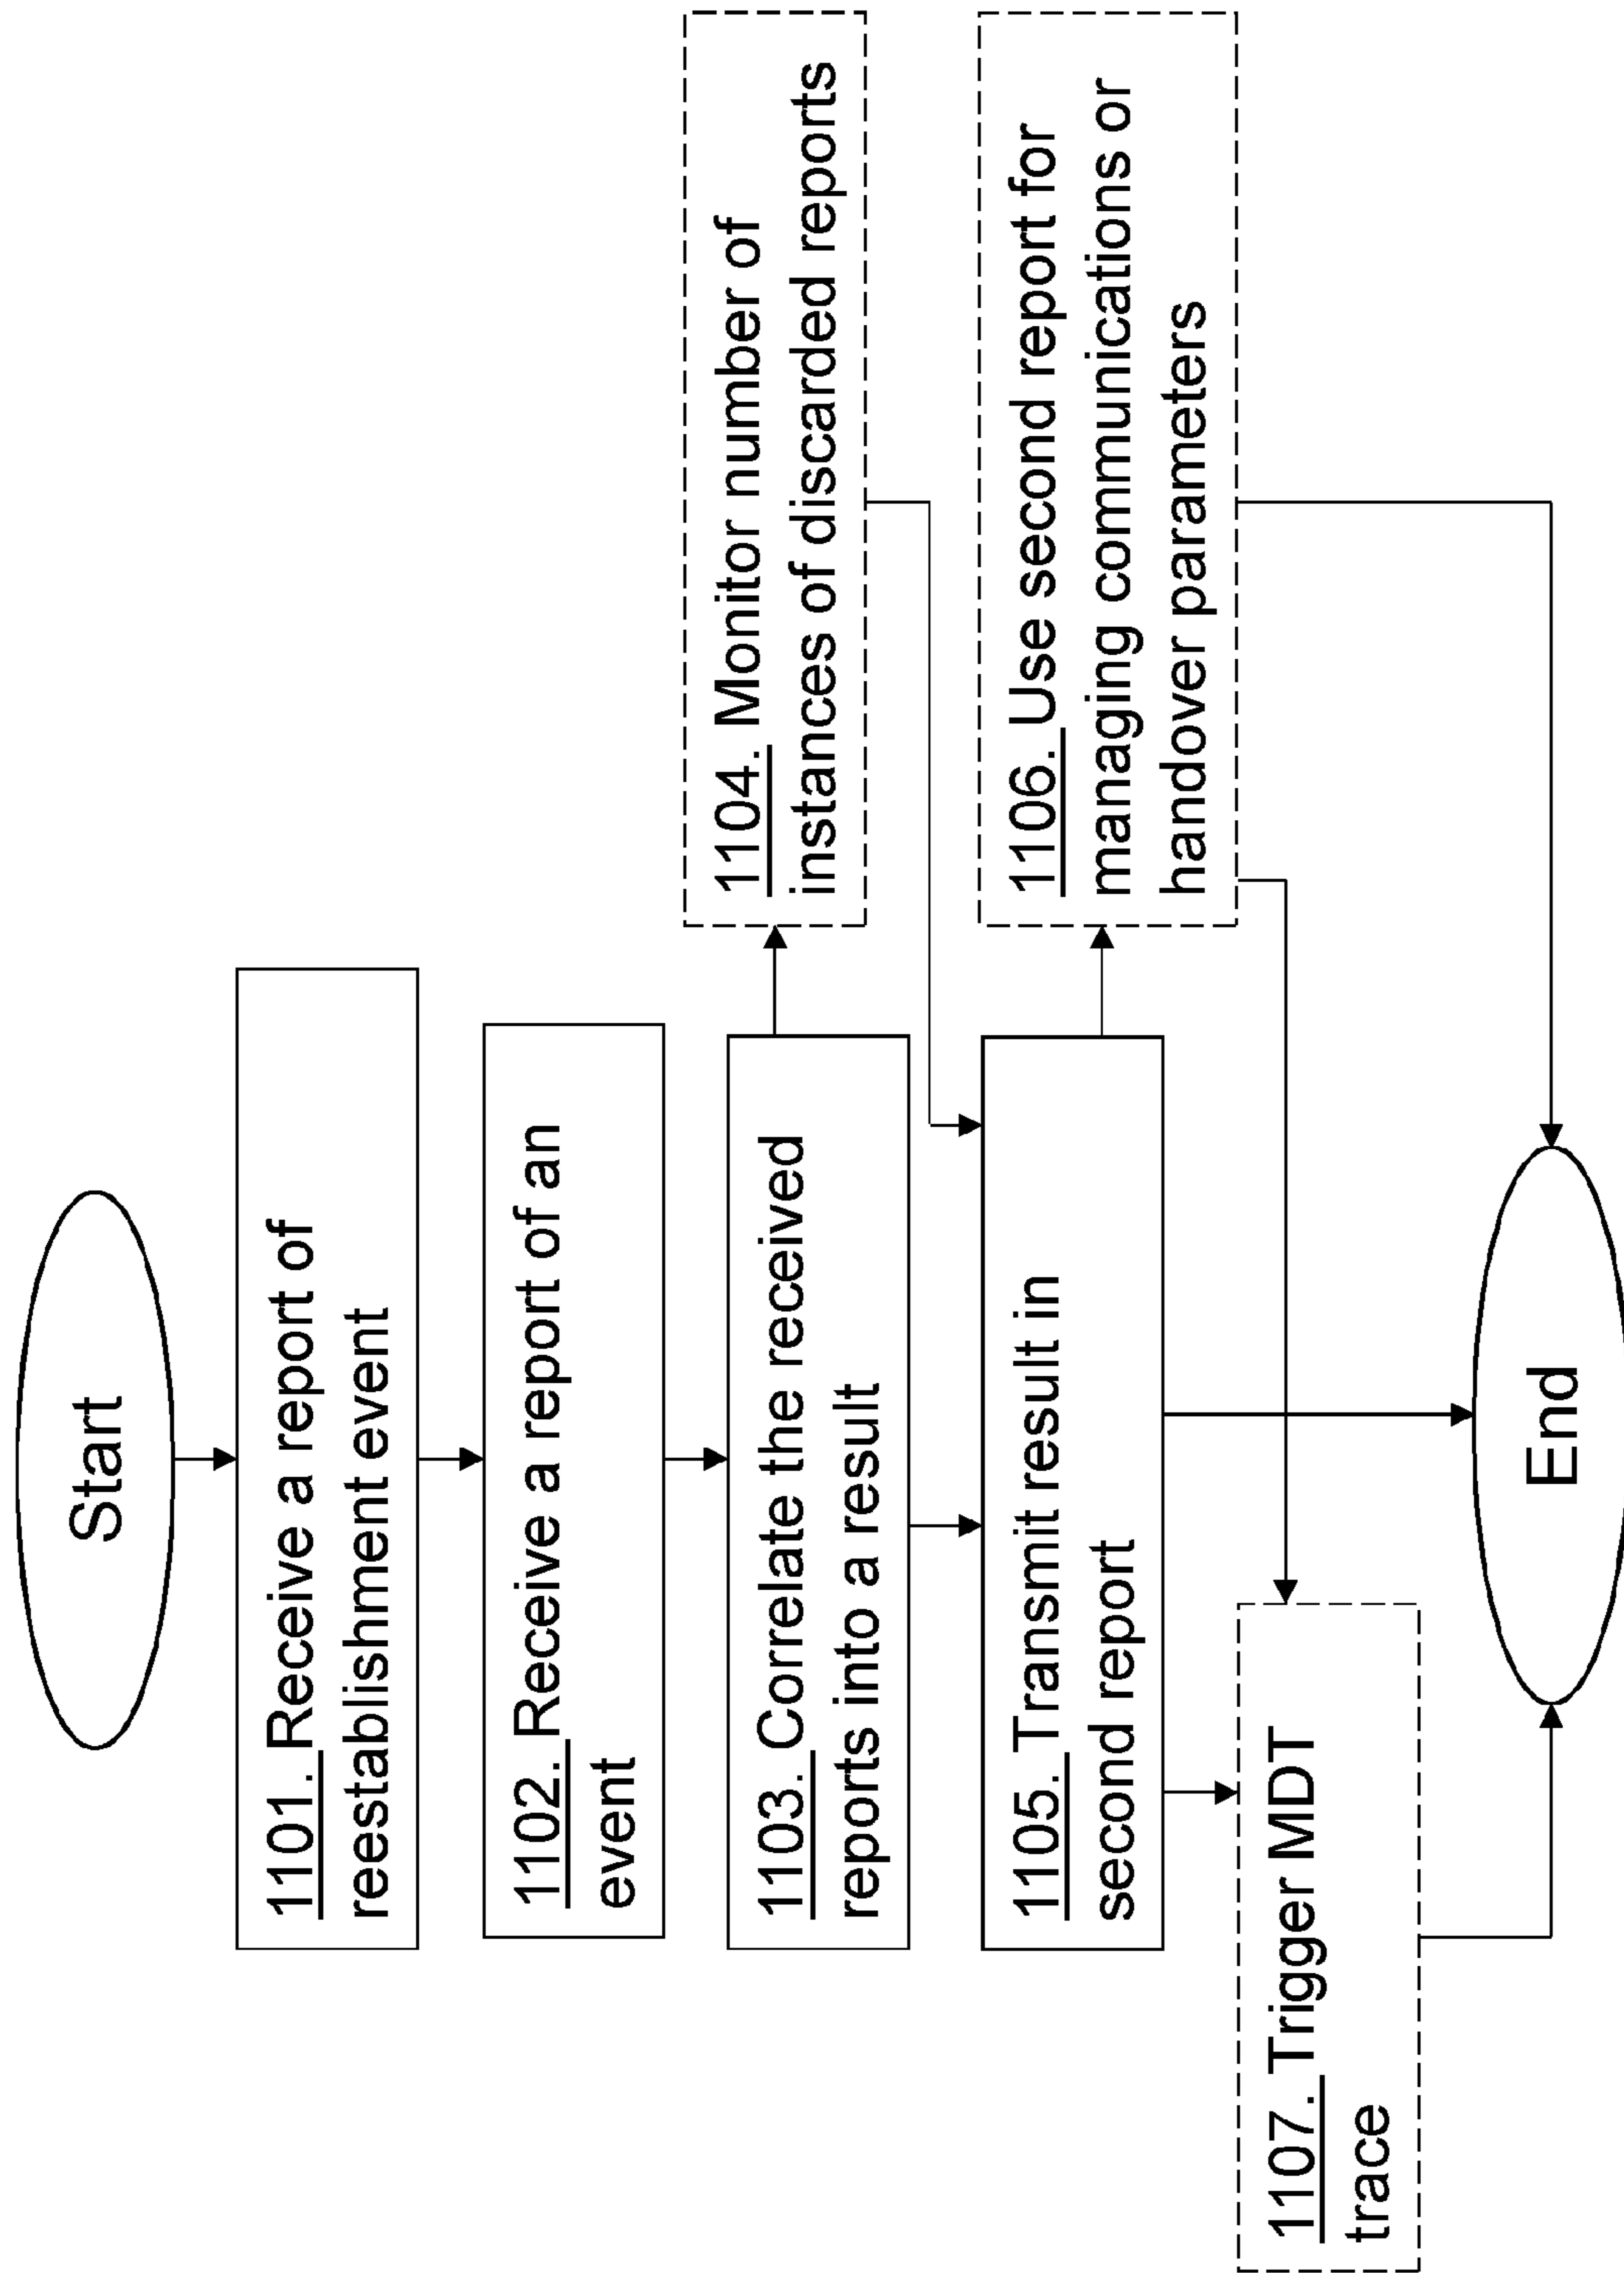 Start
1101. Receive a report of
reestablishment event
1102. Receive a report of an
event
1103. Correlate the received
reports into a result
1104. Monitor number of
instances of discarded reports
1105. Transmit result in
second report
1106. Use second report for
managing communications or
handover parameters
1107. Trigger MDT
trace
End